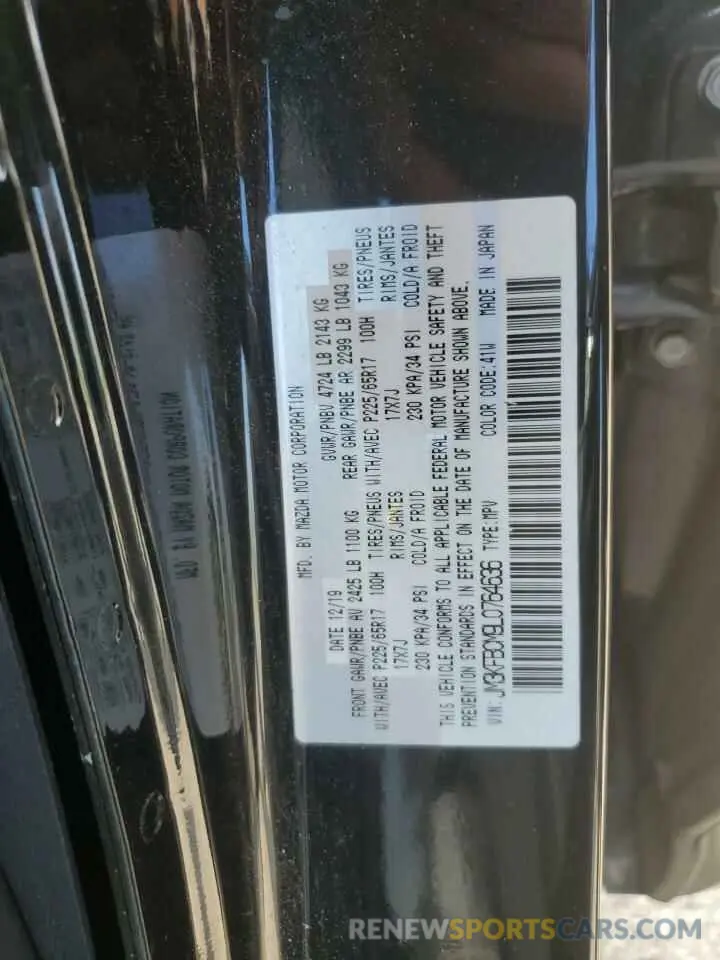 MFD. BY MAZDA MOTOR CORPORATION
DATE 12/19 GVWR/PNBV 4724 LB 2143 KG
FRONT GAWR/PNBE AV 2425 LB 1100 KG REAR GAWR/PNBE AR 2299 LB 1043 KG
WITH/AVEC P225/65R17 100H TIRES/PNEUS WITH/AVEC P225/65R17 100H TIRES/PNEUS
17X7J RIMS/JANTES 17X7J RIMS/JANTES
230 KPA/34 PSI COLD/A FROID 230 KPA/34 PSI COLD/A FROID
THIS VEHICLE CONFORMS TO ALL APPLICABLE FEDERAL MOTOR VEHICLE SAFETY AND THEFT
PREVENTION STANDARDS IN EFFECT ON THE DATE OF MANUFACTURE SHOWN ABOVE.
VIN: JM3KFBCM9L0764636 TYPE:MPV COLOR CODE:41W MADE IN JAPAN
RENEWSPORTSCARS.COM